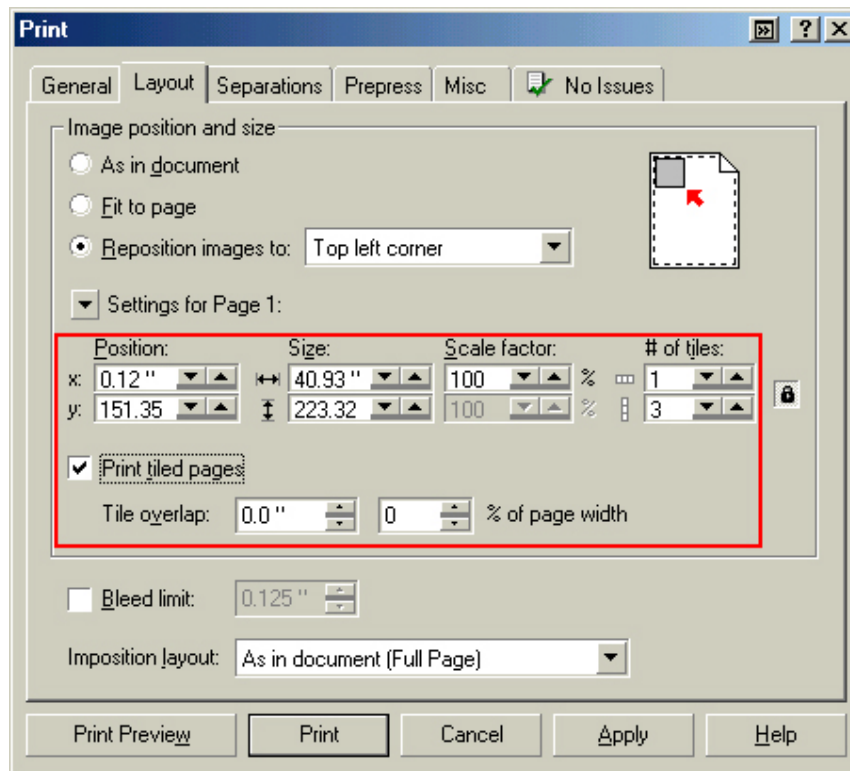 Print
General Layout Separations Prepress Misc No Issues
Image position and size
As in document
Fit to page
Reposition images to: Top left corner
Settings for Page 1:
Position: Size: Scale factor: # of tiles:
x: 0.12 " 40.93 " 100 % 1
y: 151.35 223.32 100 % 3
Print tiled pages
Tile overlap: 0.0 " 0 % of page width
Bleed limit: 0.125 "
Imposition layout: As in document (Full Page)
Print Preview Print Cancel Apply Help